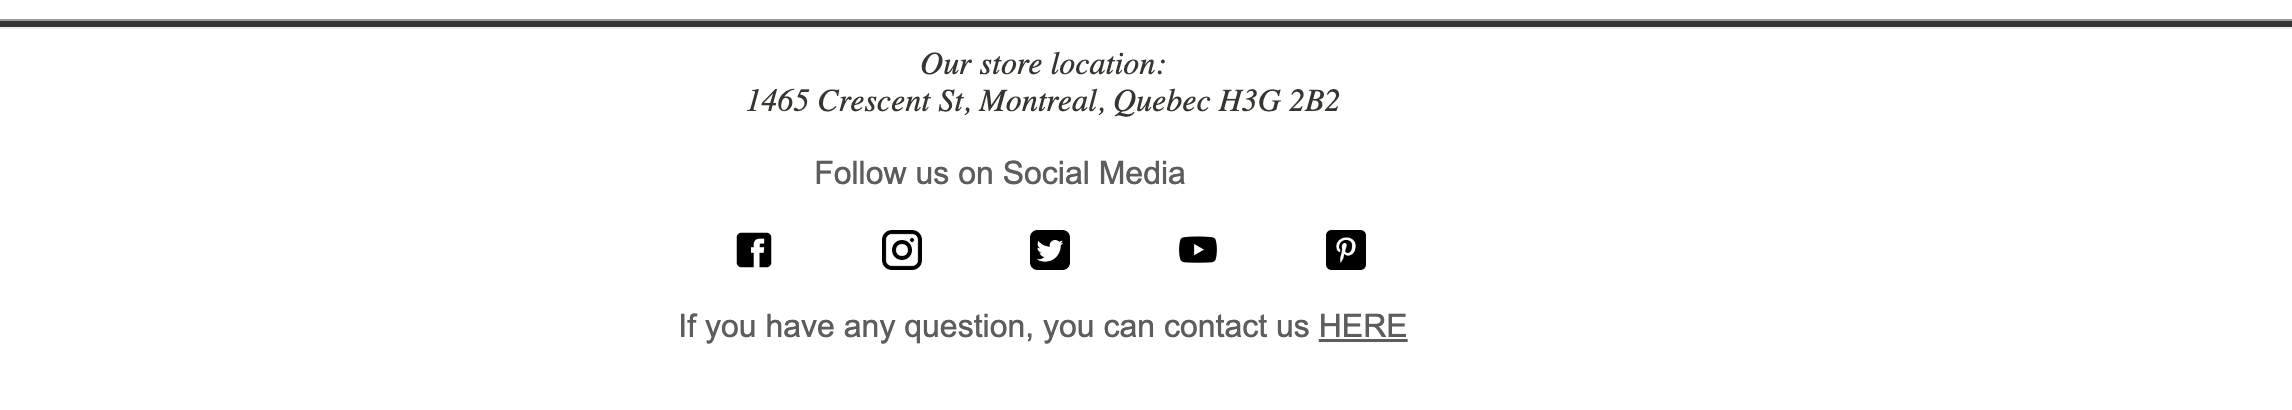 Our store location:
1465 Crescent St, Montreal, Quebec H3G 2B2
Follow us on Social Media
If you have any question, you can contact us HERE